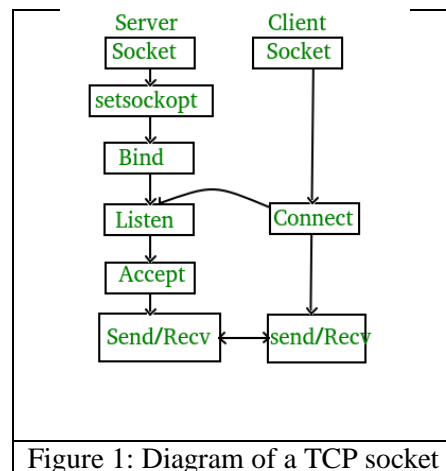 Server Client
Socket Socket
setsockopt
Bind
Listen Connect
Accept
Send/Recv send/Recv
Figure 1: Diagram of a TCP socket